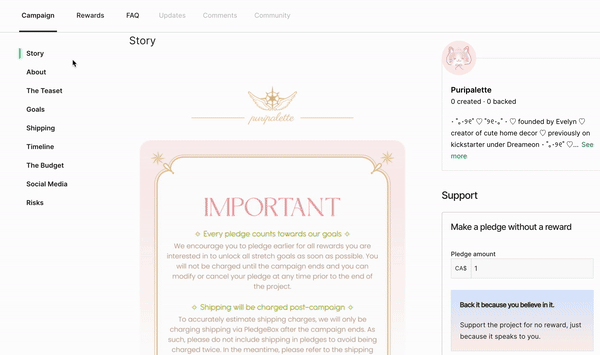 Campaign Rewards FAQ Updates Comments Community
Story
About
The Teaset
Goals
Shipping
Timeline
The Budget
Social Media
Risks
Story
puripalette
IMPORTANT
✧ Every pledge counts towards our goals ✧
We encourage you to pledge earlier for all rewards you are
interested in to unlock all stretch goals as soon as possible. You
will not be charged until the campaign ends and you can
modify or cancel your pledge at any time prior to the end of
the project.
✧ Shipping will be charged post-campaign ✧
To accurately estimate shipping charges, we will only be
charging shipping via PledgeBox after the campaign ends. As
such, please do not include shipping in pledges to avoid being
charged twice. In the meantime, please refer to the shipping
Puripalette
0 created · 0 backed
founded by Evelyn ♡
creator of cute home decor ♡ previously on
kickstarter under Dreameon
... See
more
Support
Make a pledge without a reward
Pledge amount
CA$ 1
Back it because you believe in it.
Support the project for no reward, just
because it speaks to you.